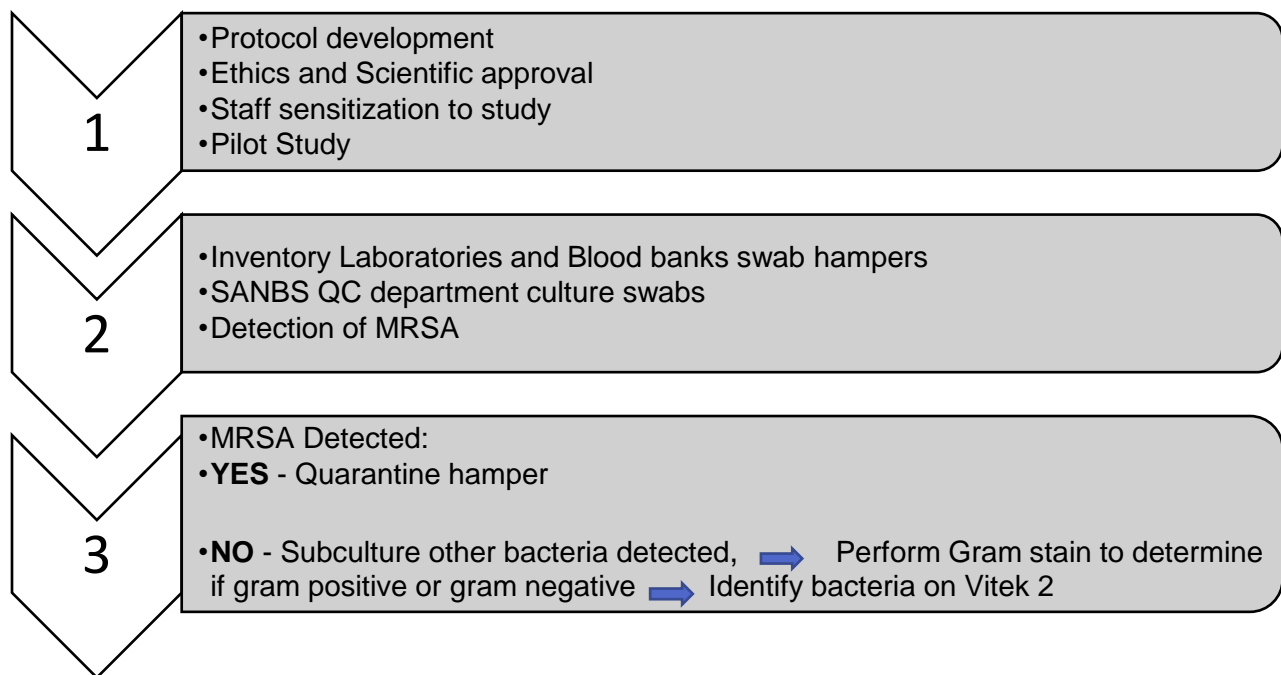 1
•Protocol development
•Ethics and Scientific approval
•Staff sensitization to study
•Pilot Study
2
•Inventory Laboratories and Blood banks swab hampers
•SANBS QC department culture swabs
•Detection of MRSA
3
•MRSA Detected:
•YES - Quarantine hamper
•NO - Subculture other bacteria detected, Perform Gram stain to determine
if gram positive or gram negative Identify bacteria on Vitek 2